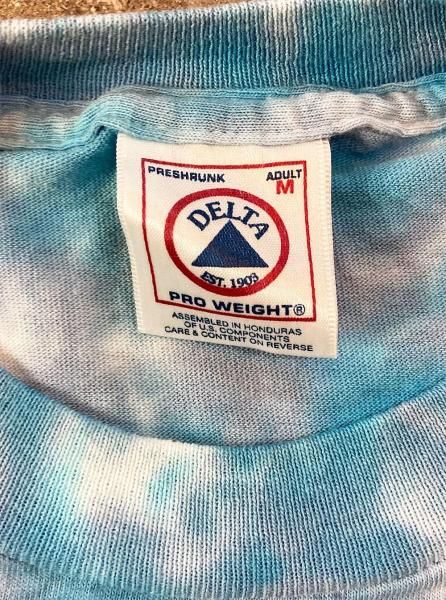 PRESHRUNK ADULT
M
DELTA
EST. 1903
PRO WEIGHT®
ASSEMBLED IN HONDURAS
OF U.S. COMPONENTS
CARE & CONTENT ON REVERSE